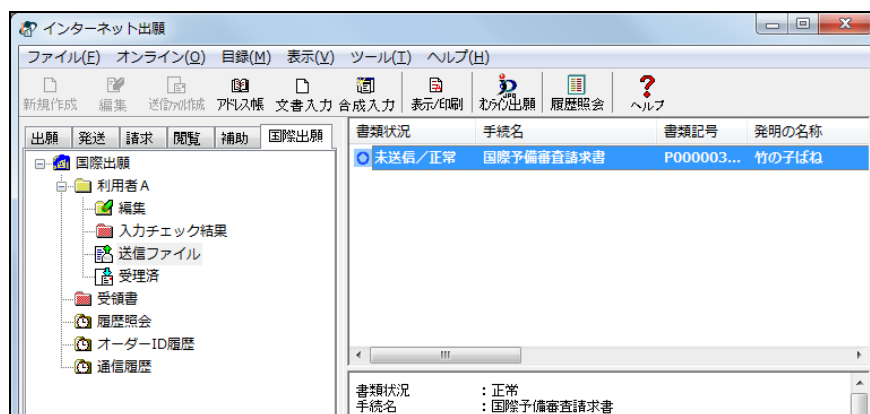 インターネット出願
ファイル(F) オンライン(O) 目録(M) 表示(V) ツール(T) ヘルプ(H)
新規作成 編集 送信ファイル作成 アドレス帳 文書入力 合成入力 表示/印刷 オンライン出願 履歴照会 ヘルプ
出願 発送 請求 閲覧 補助 国際出願
国際出願
利用者A
編集
入力チェック結果
送信ファイル
受理済
受領書
履歴照会
オーダーID履歴
通信履歴
書類状況 手続名 書類記号 発明の名称
未送信／正常 国際予備審査請求書 P000003... 竹の子ばね
書類状況 ：正常
手続名 ：国際予備審査請求書